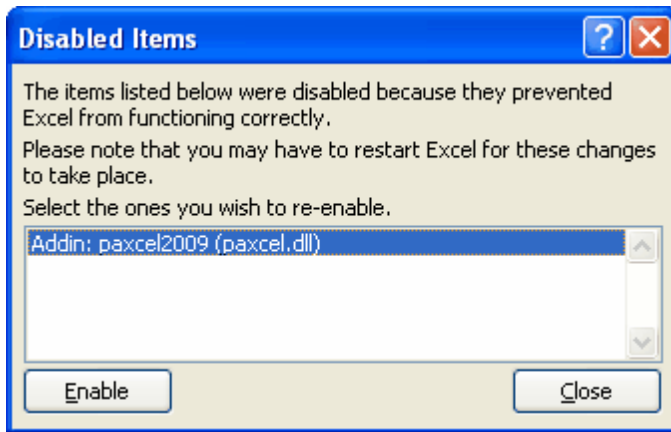 Disabled Items
The items listed below were disabled because they prevented
Excel from functioning correctly.
Please note that you may have to restart Excel for these changes
to take place.
Select the ones you wish to re-enable.
Addin: paxcel2009 (paxcel.dll)
Enable
Close